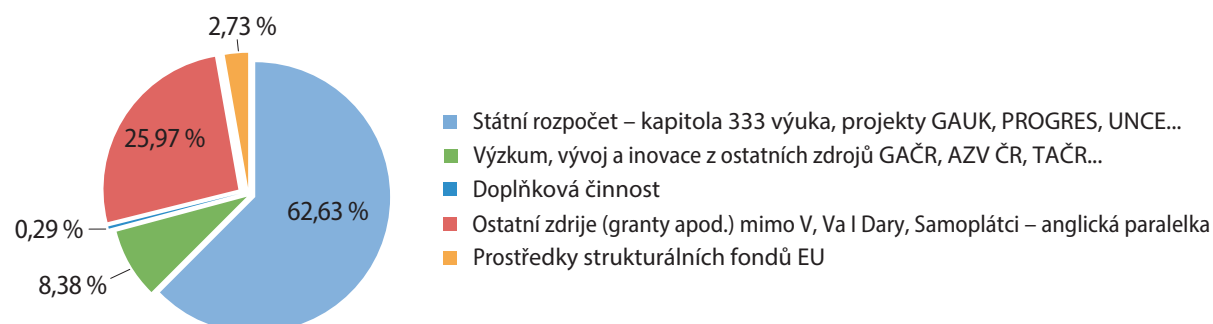 2,73 %
25,97 %
62,63 %
0,29 %
8,38 %
Státní rozpočet – kapitola 333 výuka, projekty GAUK, PROGRES, UNCE...
Výzkum, vývoj a inovace z ostatních zdrojů GAČR, AZV ČR, TAČR...
Doplňková činnost
Ostatní zdrije (granty apod.) mimo V, Va I Dary, Samoplátci – anglická paralelka
Prostředky strukturálních fondů EU